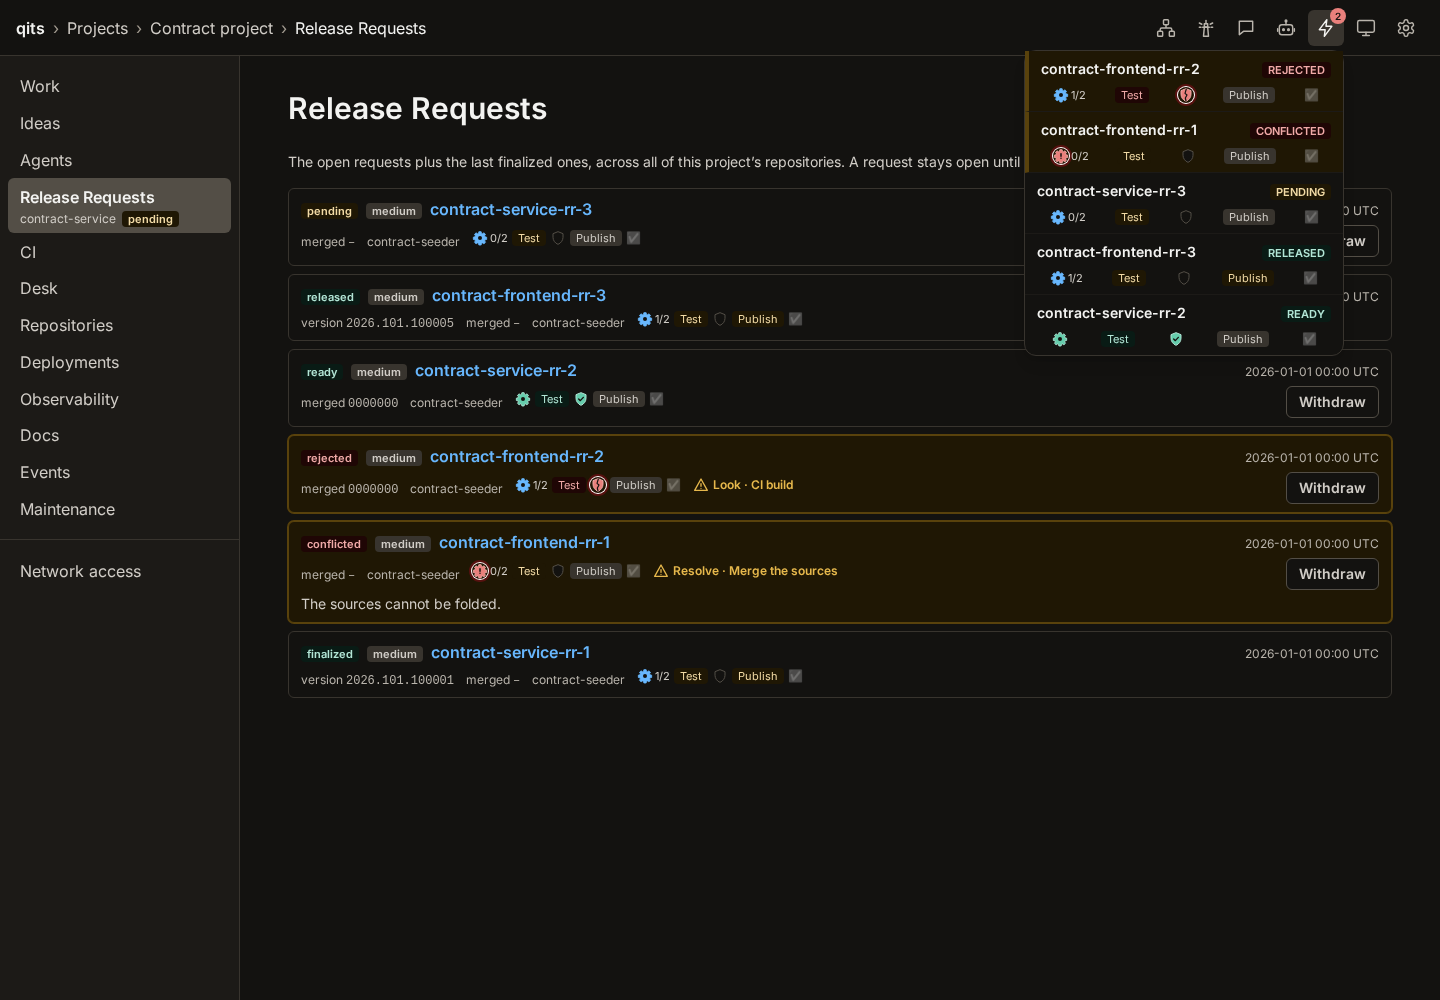 qits › Projects › Contract project › Release Requests
2
Work
Ideas
Agents
Release Requests
contract-service pending
CI
Desk
Repositories
Deployments
Observability
Docs
Events
Maintenance
Network access
Release Requests
The open requests plus the last finalized ones, across all of this project’s repositories. A request stays open until
pending medium contract-service-rr-3
0 UTC
merged – contract-seeder 0/2 Test Publish
raw
released medium contract-frontend-rr-3
0 UTC
version 2026.101.100005 merged – contract-seeder 1/2 Test Publish
ready medium contract-service-rr-2
2026-01-01 00:00 UTC
merged 0000000 contract-seeder Test Publish
Withdraw
rejected medium contract-frontend-rr-2
2026-01-01 00:00 UTC
merged 0000000 contract-seeder 1/2 Test Publish Look · CI build
Withdraw
conflicted medium contract-frontend-rr-1
2026-01-01 00:00 UTC
merged – contract-seeder 0/2 Test Publish Resolve · Merge the sources
Withdraw
The sources cannot be folded.
finalized medium contract-service-rr-1
2026-01-01 00:00 UTC
version 2026.101.100001 merged – contract-seeder 1/2 Test Publish
contract-frontend-rr-2 REJECTED
1/2 Test Publish
contract-frontend-rr-1 CONFLICTED
0/2 Test Publish
contract-service-rr-3 PENDING
0/2 Test Publish
contract-frontend-rr-3 RELEASED
1/2 Test Publish
contract-service-rr-2 READY
Test Publish